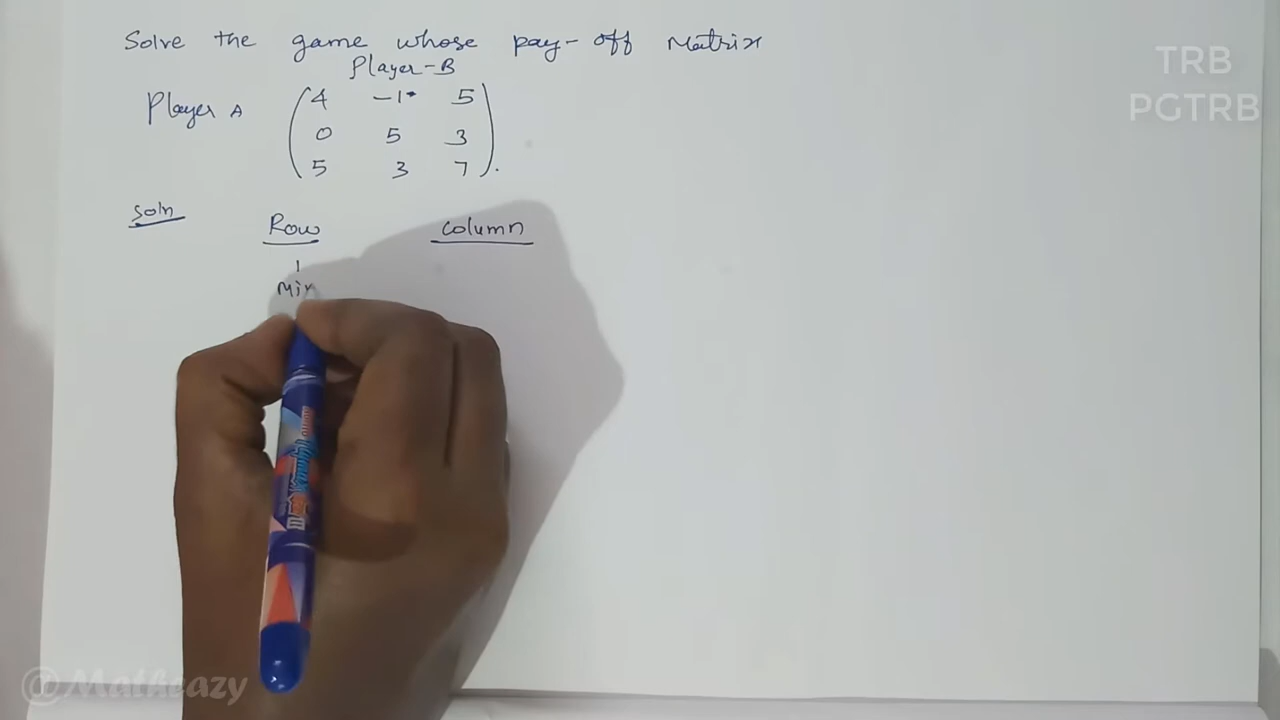 Solve the game whose pay-off Matrix
Player-B
Player A
4 -1 5
0 5 3
5 3 7
Soln
Row Column
Min
TRB
PGTRB
@Matheazy